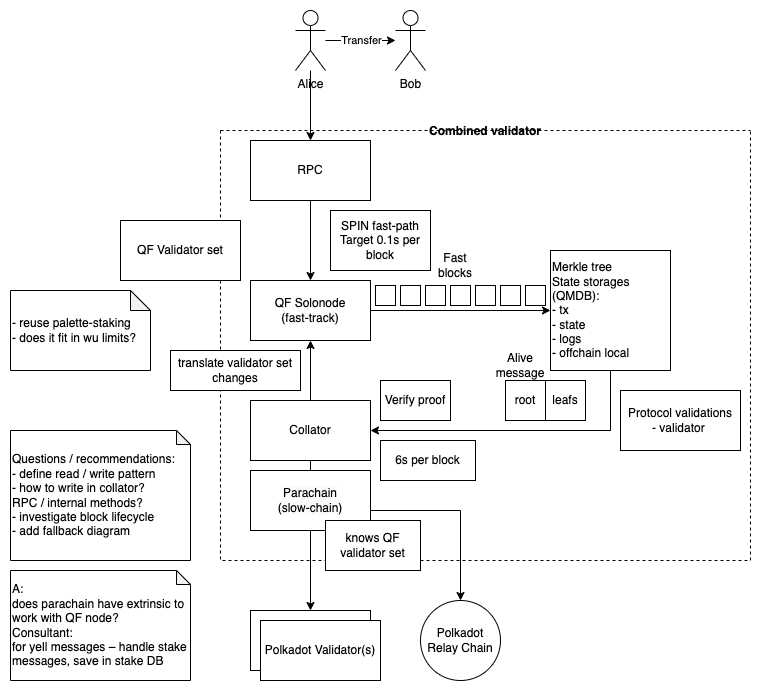 Transfer
Alice
Bob
Combined validator
RPC
SPIN fast-path
Target 0.1s per
block
QF Validator set
Fast
blocks
Merkle tree
State storages
(QMDB):
- tx
- state
- logs
- offchain local
QF Solonode
(fast-track)
- reuse palette-staking
- does it fit in wu limits?
translate validator set
changes
Alive
message
root
leafs
Verify proof
Protocol validations
- validator
Collator
6s per block
Questions / recommendations:
- define read / write pattern
- how to write in collator?
RPC / internal methods?
- investigate block lifecycle
- add fallback diagram
Parachain
(slow-chain)
knows QF
validator set
A:
does parachain have extrinsic to
work with QF node?
Consultant:
for yell messages – handle stake
messages, save in stake DB
Polkadot Validator(s)
Polkadot
Relay Chain